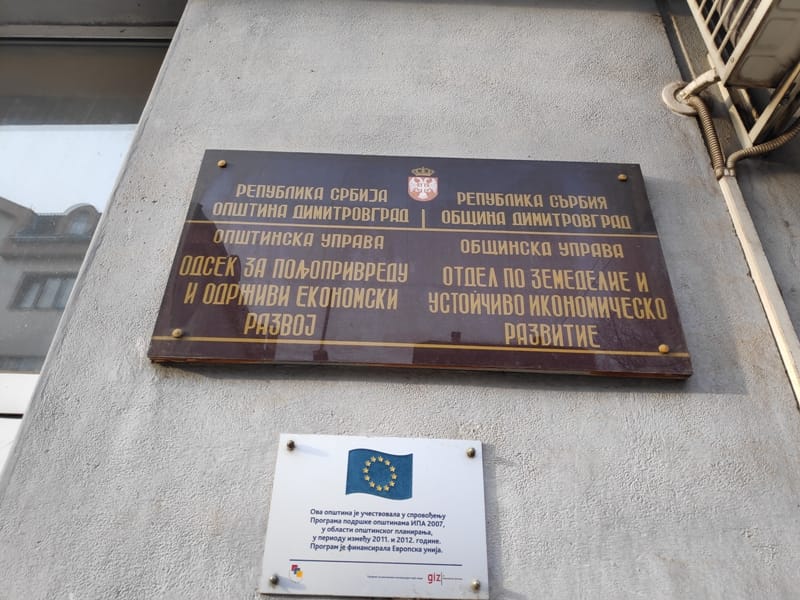 РЕПУБЛИКА СРБИЈА
ОПШТИНА ДИМИТРОВГРАД
ОПШТИНСКА УПРАВА
ОДСЕК ЗА ПОЉОПРИВРЕДУ
И ОДРЖИВИ ЕКОНОМСКИ
РАЗВОЈ
РЕПУБЛИКА СЪРБИЯ
ОБЩИНА ДИМИТРОВГРАД
ОБЩИНСКА УПРАВА
ОТДЕЛ ПО ЗЕМЕДЕЛИЕ И
УСТОЙЧИВО ИКОНОМИЧЕСКО
РАЗВИТИЕ
Ова општина је учествовала у спровођењу
Програма подршке општинама ИПА 2007,
у области општинског планирања,
у периоду између 2011. и 2012. године.
Програм је финансирала Европска унија.
giz